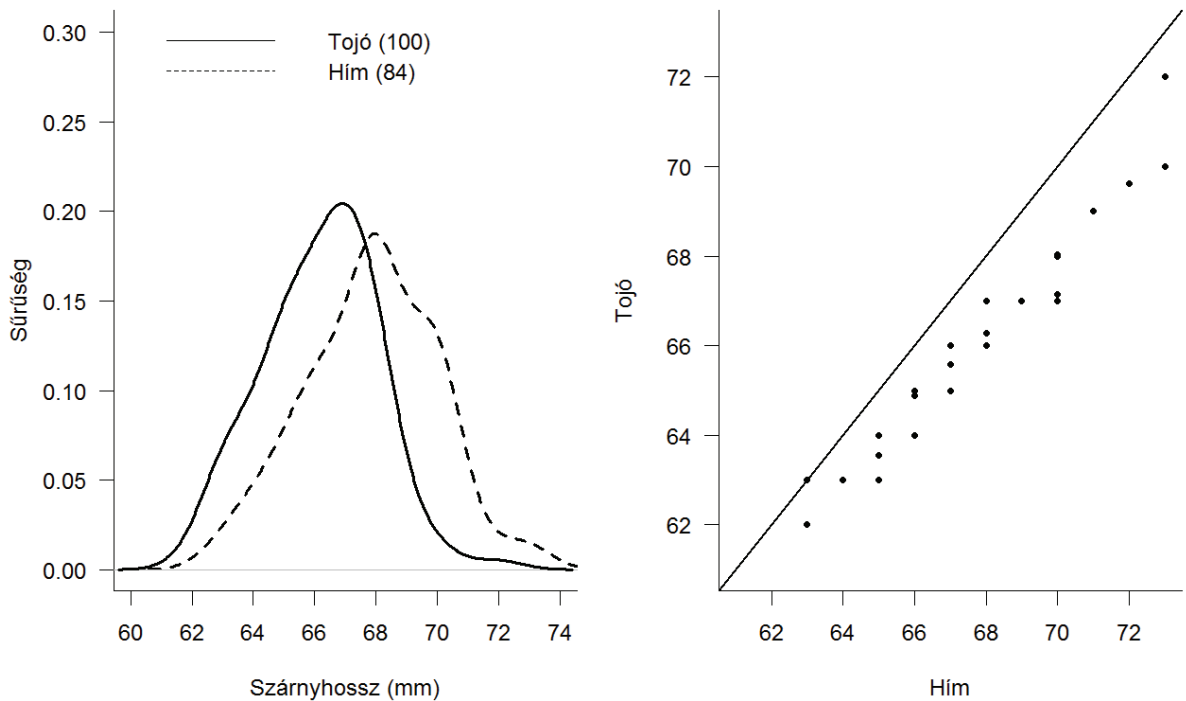 0.30
0.25
0.20
0.15
0.10
0.05
0.00
Sűrűség
Tojó (100)
Hím (84)
60 62 64 66 68 70 72 74
Szárnyhossz (mm)
72
70
68
66
64
62
Tojó
62 64 66 68 70 72
Hím